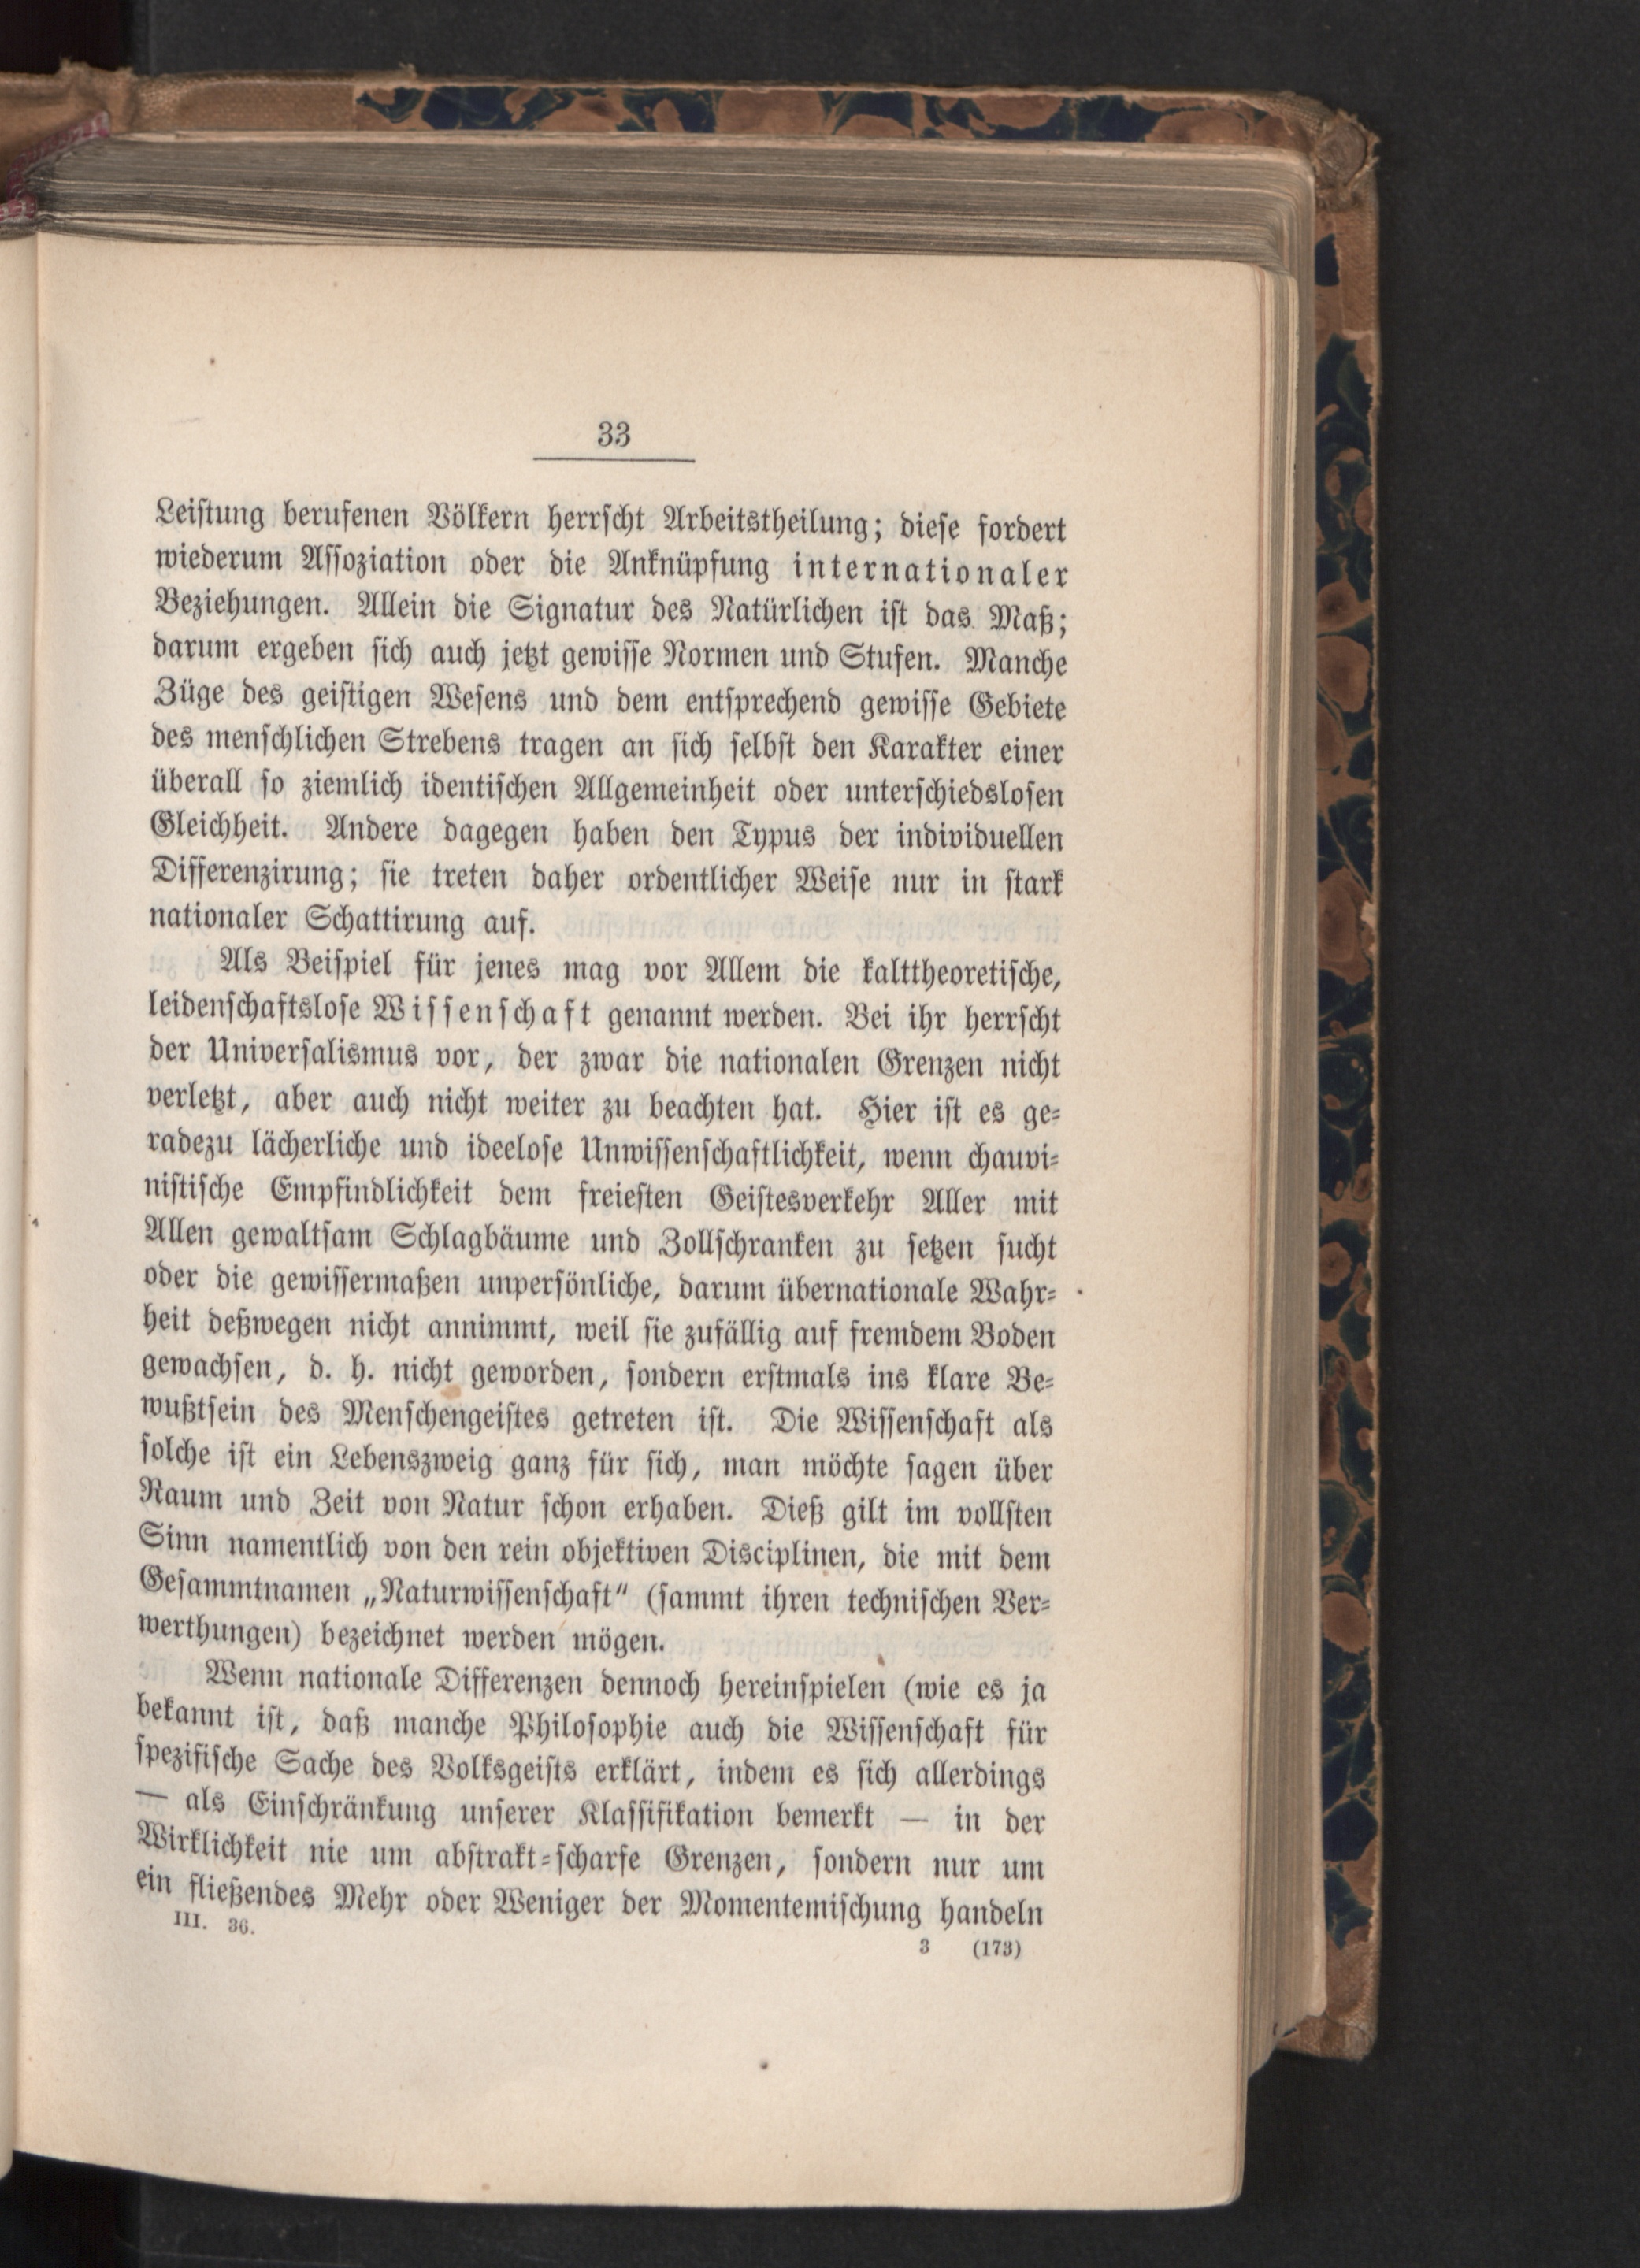 33
Leiſtung berufenen Völkern herrſcht Arbeitstheilung; dieſe fordert
wiederum Aſſoziation oder die Anknüpfung internationaler
Beziehungen. Allein die Signatur des Natürlichen iſt das Maß;
darum ergeben ſich auch jetzt gewiſſe Normen und Stufen. Manche
Züge des geiſtigen Weſens und dem entſprechend gewiſſe Gebiete
des menſchlichen Strebens tragen an ſich ſelbſt den Karakter einer
überall ſo ziemlich identiſchen Allgemeinheit oder unterſchiedsloſen
Gleichheit. Andere dagegen haben den Typus der individuellen
Differenzirung; ſie treten daher ordentlicher Weiſe nur in ſtark
nationaler Schattirung auf.
Als Beiſpiel für jenes mag vor Allem die kalttheoretiſche,
leidenſchaftsloſe Wiſſenſchaft genannt werden. Bei ihr herrſcht
der Univerſalismus vor, der zwar die nationalen Grenzen nicht
verletzt, aber auch nicht weiter zu beachten hat. Hier iſt es ge⸗
radezu lächerliche und ideeloſe Unwiſſenſchaftlichkeit, wenn chauvi⸗
niſtiſche Empfindlichkeit dem freieſten Geiſtesverkehr Aller mit
Allen gewaltſam Schlagbäume und Zollſchranken zu ſetzen ſucht
oder die gewiſſermaßen unperſönliche, darum übernationale Wahr⸗
heit deßwegen nicht annimmt, weil ſie zufällig auf fremdem Boden
gewachſen, d. h. nicht geworden, ſondern erſtmals ins klare Be⸗
wußtſein des Menſchengeiſtes getreten iſt. Die Wiſſenſchaft als
ſolche iſt ein Lebenszweig ganz für ſich, man möchte ſagen über
Raum und Zeit von Natur ſchon erhaben. Dieß gilt im vollſten
Sinn namentlich von den rein objektiven Disciplinen, die mit dem
Geſammtnamen „Naturwiſſenſchaft“ (ſammt ihren techniſchen Ver⸗
werthungen) bezeichnet werden mögen.
Wenn nationale Differenzen dennoch hereinſpielen (wie es ja
bekannt iſt, daß manche Philoſophie auch die Wiſſenſchaft für
ſpezifiſche Sache des Volksgeiſts erklärt, indem es ſich allerdings
— als Einſchränkung unſerer Klaſſifikation bemerkt — in der
Wirklichkeit nie um abſtrakt⸗ſcharfe Grenzen, ſondern nur um
ein fließendes Mehr oder Weniger der Momentemiſchung handeln
III. 36.
3 (173)